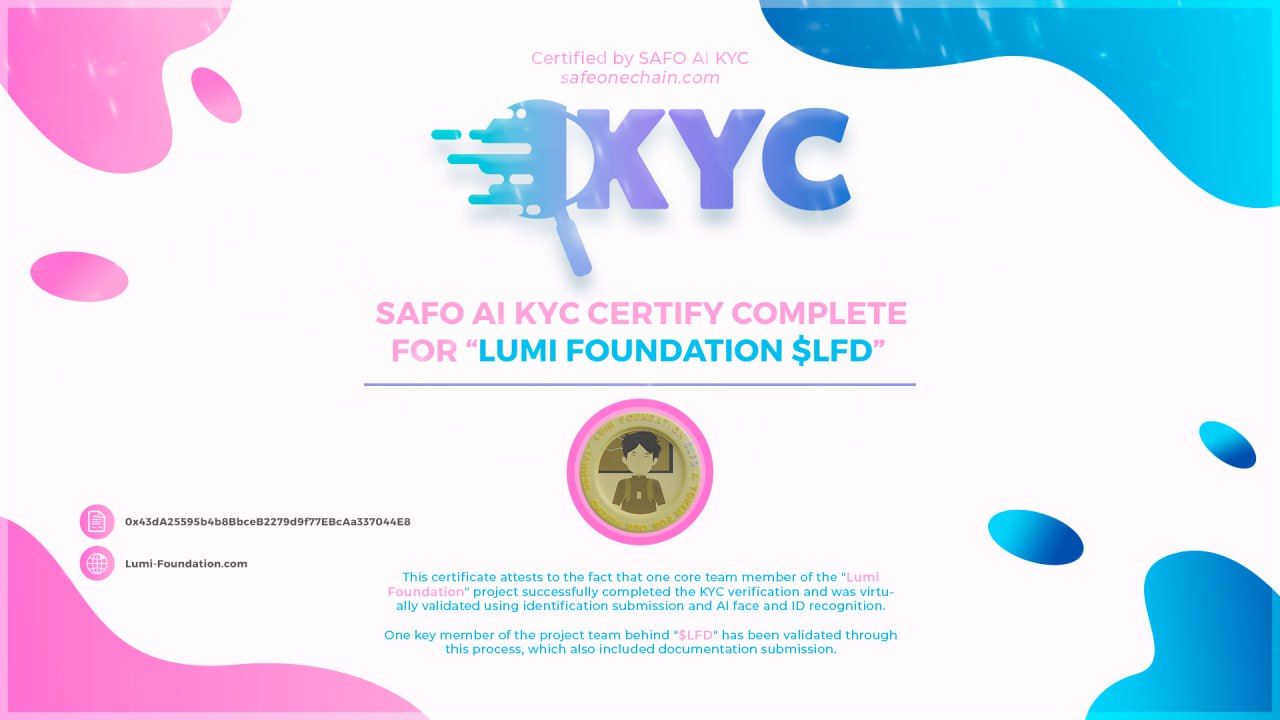 Certified by SAFO AI KYC
safeonechain.com
KYC
SAFO AI KYC CERTIFY COMPLETE
FOR “LUMI FOUNDATION $LFD”
LUMI FOUNDATION
0x43dA25595b4b8BbceB2279d9f77EBcAa337044E8
Lumi-Foundation.com
This certificate attests to the fact that one core team member of the "Lumi
Foundation" project successfully completed the KYC verification and was virtu-
ally validated using identification submission and AI face and ID recognition.
One key member of the project team behind "$LFD" has been validated through
this process, which also included documentation submission.